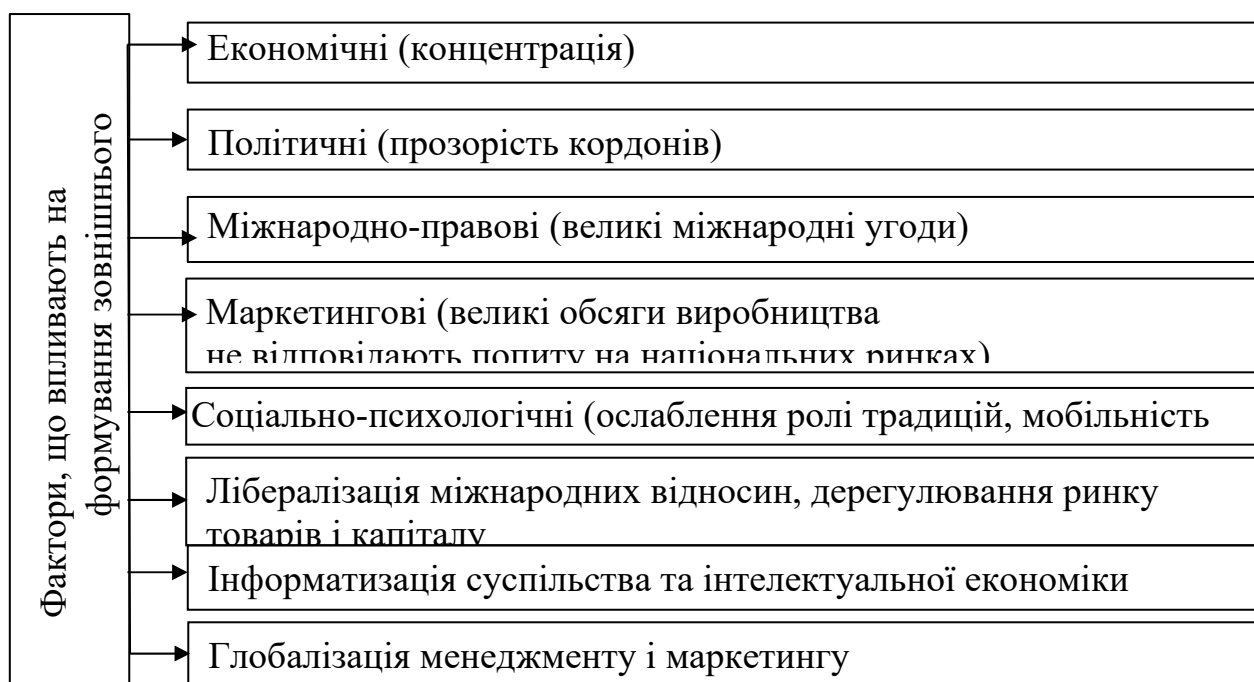 Фактори, що впливають на
формування зовнішнього
Економічні (концентрація)
Політичні (прозорість кордонів)
Міжнародно-правові (великі міжнародні угоди)
Маркетингові (великі обсяги виробництва
не відповідають попиту на національних ринках)
Соціально-психологічні (ослаблення ролі традицій, мобільність
Лібералізація міжнародних відносин, дерегулювання ринку
товарів і капіталу
Інформатизація суспільства та інтелектуальної економіки
Глобалізація менеджменту і маркетингу